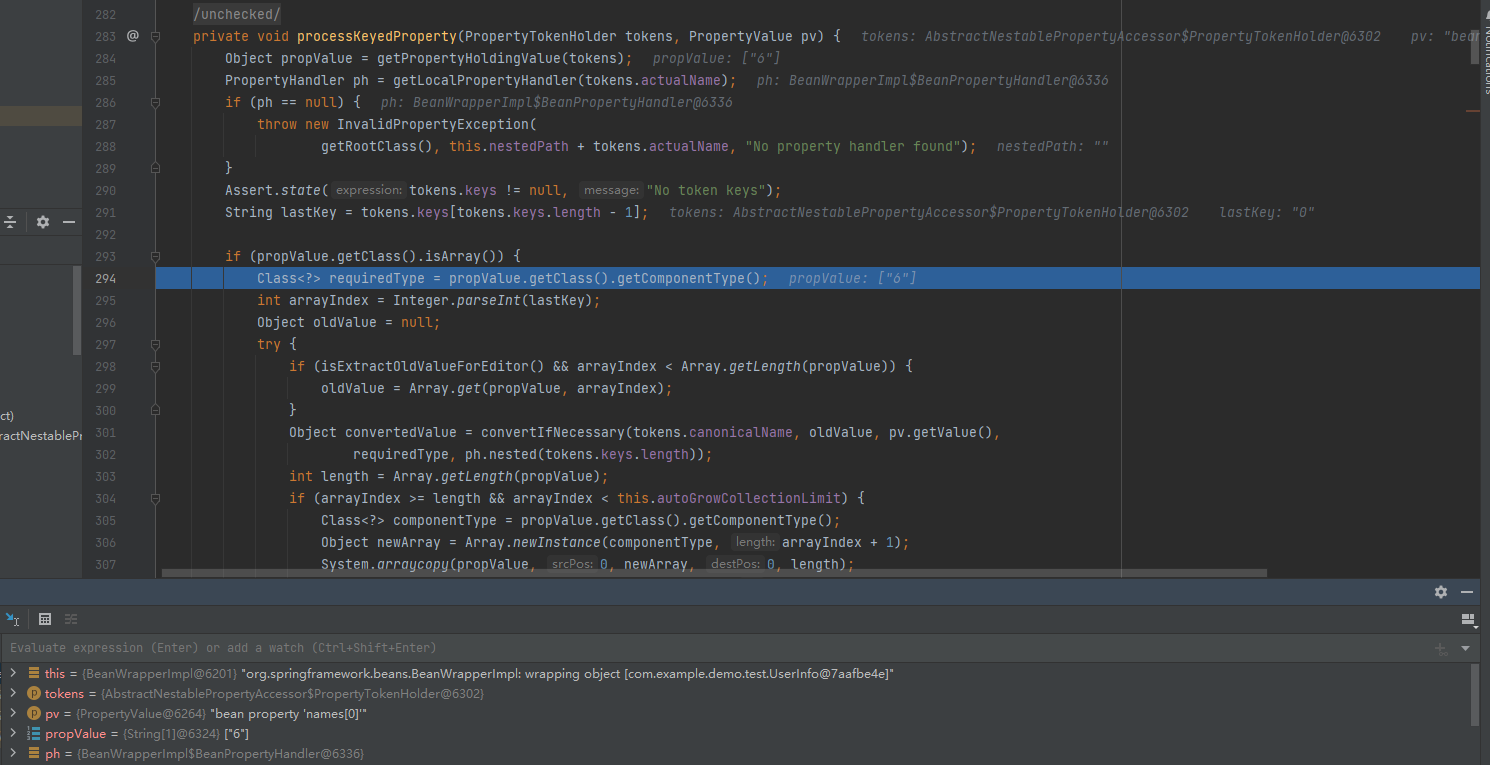 282 /unchecked/
283 @ private void processKeyedProperty(PropertyTokenHolder tokens, PropertyValue pv) { tokens: AbstractNestablePropertyAccessor$PropertyTokenHolder@6302 pv: "bean
284 Object propValue = getPropertyHoldingValue(tokens); propValue: ["6"]
285 PropertyHandler ph = getLocalPropertyHandler(tokens.actualName); ph: BeanWrapperImpl$BeanPropertyHandler@6336
286 if (ph == null) { ph: BeanWrapperImpl$BeanPropertyHandler@6336
287 throw new InvalidPropertyException(
288 getRootClass(), this.nestedPath + tokens.actualName, "No property handler found"); nestedPath: ""
289 }
290 Assert.state( expression: tokens.keys != null, message: "No token keys");
291 String lastKey = tokens.keys[tokens.keys.length - 1]; tokens: AbstractNestablePropertyAccessor$PropertyTokenHolder@6302 lastKey: "0"
292
293 if (propValue.getClass().isArray()) {
294 Class<?> requiredType = propValue.getClass().getComponentType(); propValue: ["6"]
295 int arrayIndex = Integer.parseInt(lastKey);
296 Object oldValue = null;
297 try {
298 if (isExtractOldValueForEditor() && arrayIndex < Array.getLength(propValue)) {
299 oldValue = Array.get(propValue, arrayIndex);
300 }
ct)
301 Object convertedValue = convertIfNecessary(tokens.canonicalName, oldValue, pv.getValue(),
ractNestablePr
302 requiredType, ph.nested(tokens.keys.length));
303 int length = Array.getLength(propValue);
304 if (arrayIndex >= length && arrayIndex < this.autoGrowCollectionLimit) {
305 Class<?> componentType = propValue.getClass().getComponentType();
306 Object newArray = Array.newInstance(componentType, length: arrayIndex + 1);
307 System.arraycopy(propValue, srcPos: 0, newArray, destPos: 0, length);
Evaluate expression (Enter) or add a watch (Ctrl+Shift+Enter)
this = {BeanWrapperImpl@6201} "org.springframework.beans.BeanWrapperImpl: wrapping object [com.example.demo.test.UserInfo@7aafbe4e]"
tokens = {AbstractNestablePropertyAccessor$PropertyTokenHolder@6302}
pv = {PropertyValue@6264} "bean property 'names[0]'"
propValue = {String[1]@6324} ["6"]
ph = {BeanWrapperImpl$BeanPropertyHandler@6336}